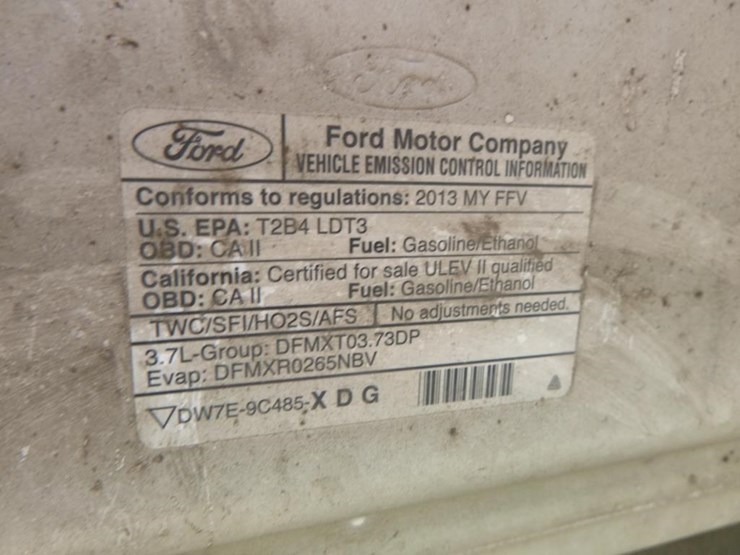 Ford
Ford
Ford Motor Company
VEHICLE EMISSION CONTROL INFORMATION
Conforms to regulations: 2013 MY FFV
U.S. EPA: T2B4 LDT3
OBD: CA II Fuel: Gasoline/Ethanol
California: Certified for sale ULEV II qualified
OBD: CA II Fuel: Gasoline/Ethanol
TWC/SFI/HO2S/AFS No adjustments needed.
3.7L-Group: DFMXT03.73DP
Evap: DFMXR0265NBV
DW7E-9C485-X D G